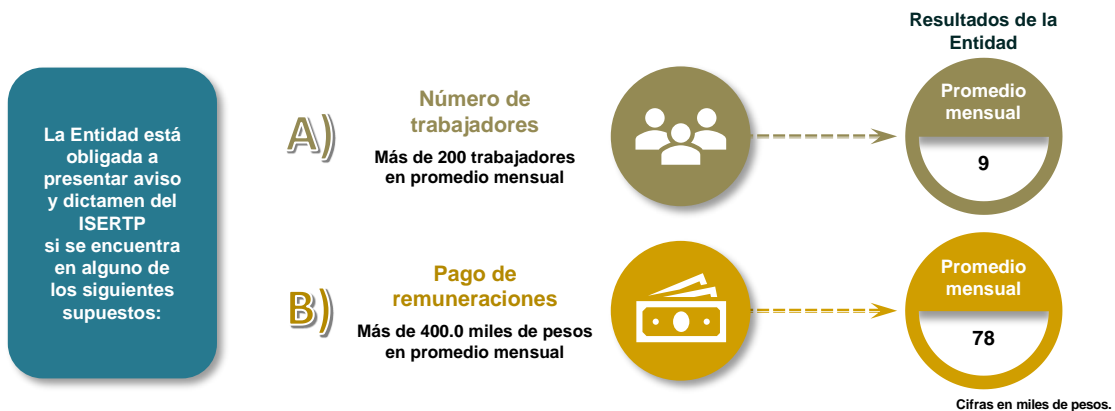 La Entidad está
obligada a
presentar aviso
y dictamen del
ISERTP
si se encuentra
en alguno de
los siguientes
supuestos:
A)
Número de
trabajadores
Más de 200 trabajadores
en promedio mensual
B)
Pago de
remuneraciones
Más de 400.0 miles de pesos
en promedio mensual
Resultados de la
Entidad
Promedio
mensual
9
Promedio
mensual
78
Cifras en miles de pesos.